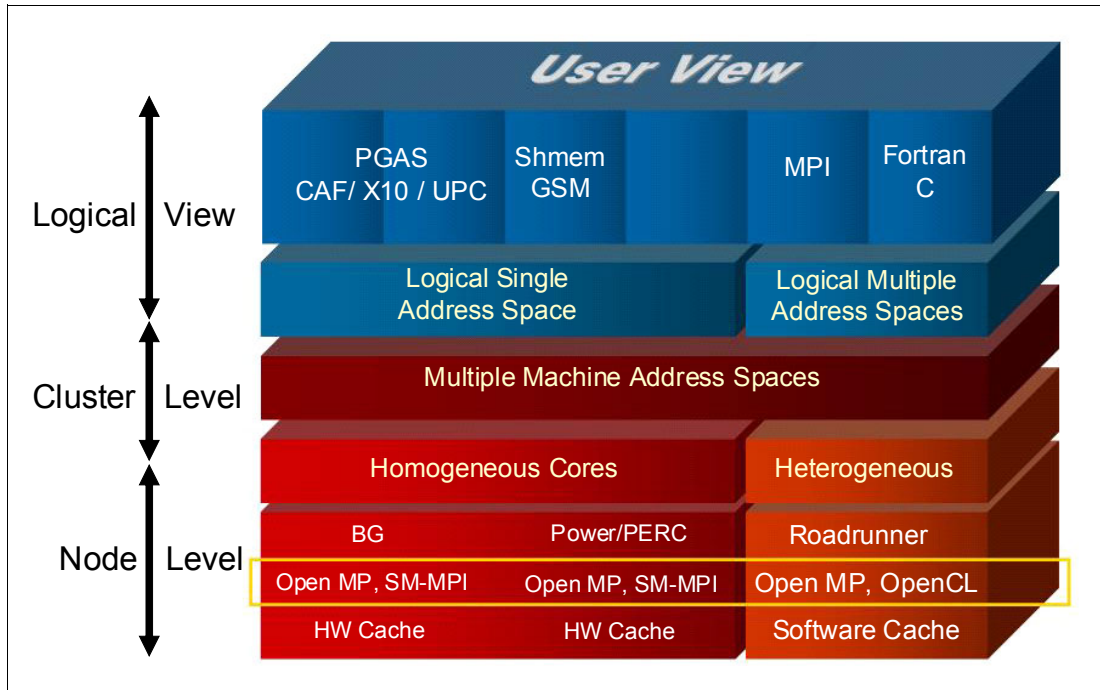 User View
PGAS
CAF/ X10 / UPC
Shmem
GSM
MPI
Fortran
C
Logical View
Logical Single
Address Space
Logical Multiple
Address Spaces
Multiple Machine Address Spaces
Cluster Level
Homogeneous Cores
Heterogeneous
Node Level
BG
Power/PERC
Roadrunner
Open MP, SM-MPI
Open MP, SM-MPI
Open MP, OpenCL
HW Cache
HW Cache
Software Cache